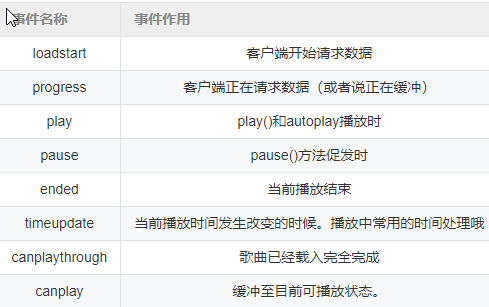 事件名称 事件作用
loadstart 客户端开始请求数据
progress 客户端正在请求数据（或者说正在缓冲）
play play()和autoplay播放时
pause pause()方法促发时
ended 当前播放结束
timeupdate 当前播放时间发生改变的时候。播放中常用的时间处理哦
canplaythrough 歌曲已经载入完全完成
canplay 缓冲至目前可播放状态。